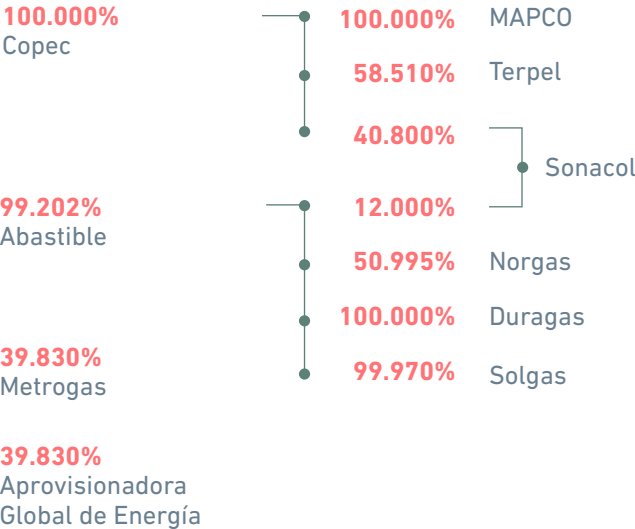 100.000%
Copec
100.000% MAPCO
58.510% Terpel
40.800%
Sonacol
99.202%
Abastible
12.000%
50.995% Norgas
100.000% Duragas
99.970% Solgas
39.830%
Metrogas
39.830%
Aprovisionadora
Global de Energía